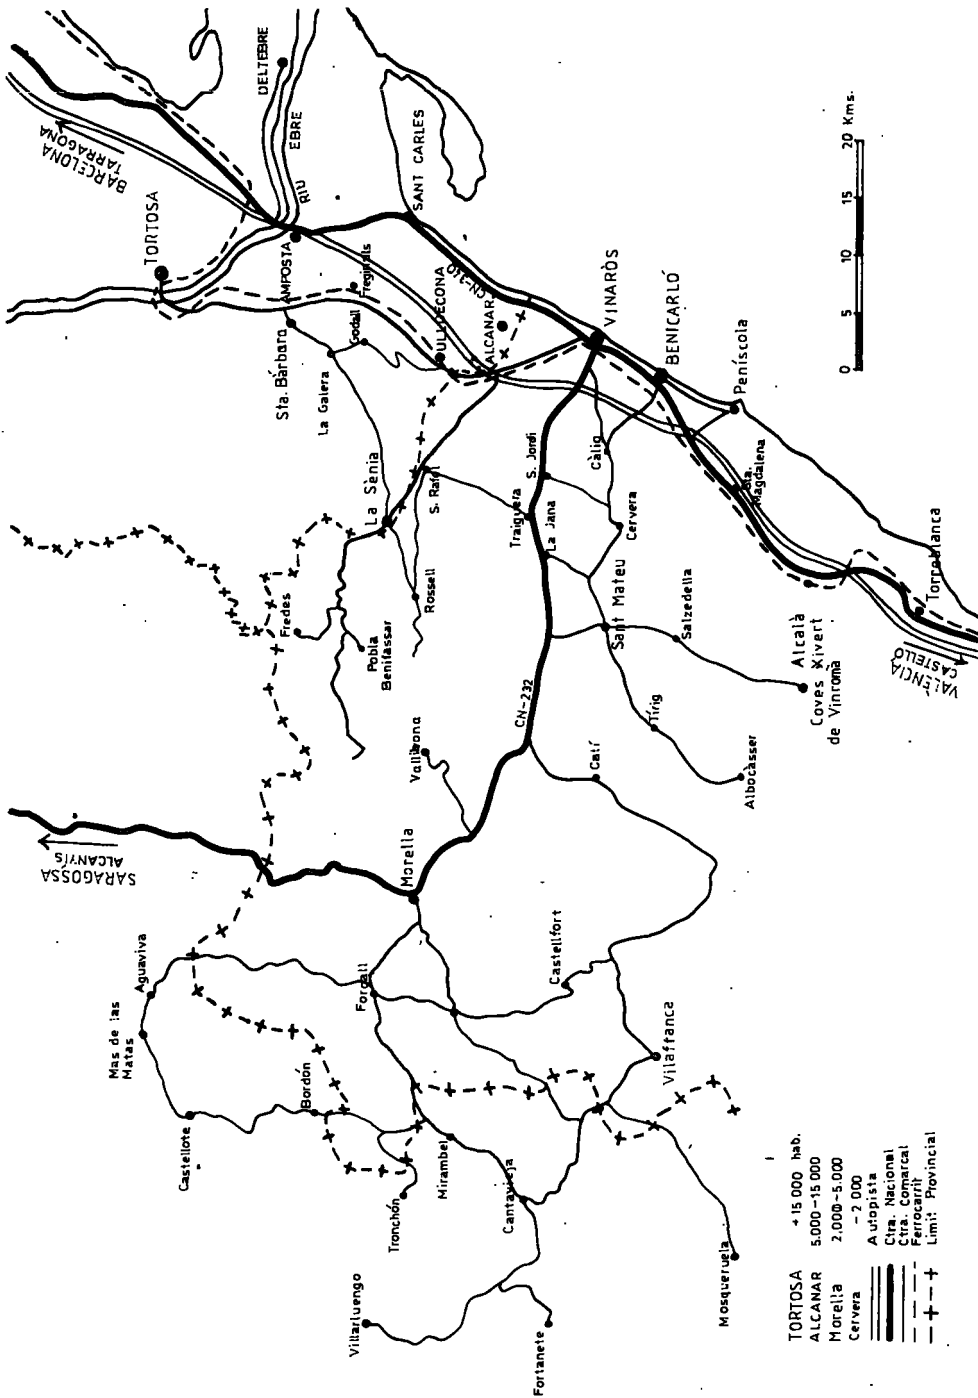 BARCELONA
TARRAGONA
DELTEBRE
EBRE
RIU
TORTOSA
AMPOSTA
SANT CARLES
Freginals
Godall
ULLDECONA
CN-340
ALCANAR
Sta. Bàrbara
La Galera
VINARÒS
BENICARLÓ
Peníscola
0 5 10 15 20 Kms.
La Sènia
S. Rafel
S. Jordi
Càlig
Traiguera
La Jana
Cervera
Sta.
Magdalena
Rossell
Fredes
Pobla
Benifassar
Sant Mateu
Salzedella
Torreblanca
Alcalà
Xivert
Coves
de Vinromà
VALÈNCIA
CASTELLÓ
CN-232
Tírig
Vallibona
Catí
Albocàsser
SARAGOSSA
ALCANYÍS
Morella
Castellfort
Aguaviva
Mas de las
Matas
Forcall
Vilafranca
Castellote
Bordón
Mirambel
Tronchón
Cantavieja
Mosqueruela
Villarluengo
Fortanete
TORTOSA +15 000 hab.
ALCANAR 5.000-15 000
Morella 2.000-5.000
Cervera -2 000
Autopista
Ctra. Nacional
Ctra. Comarcal
Ferrocarril
Límit Provincial